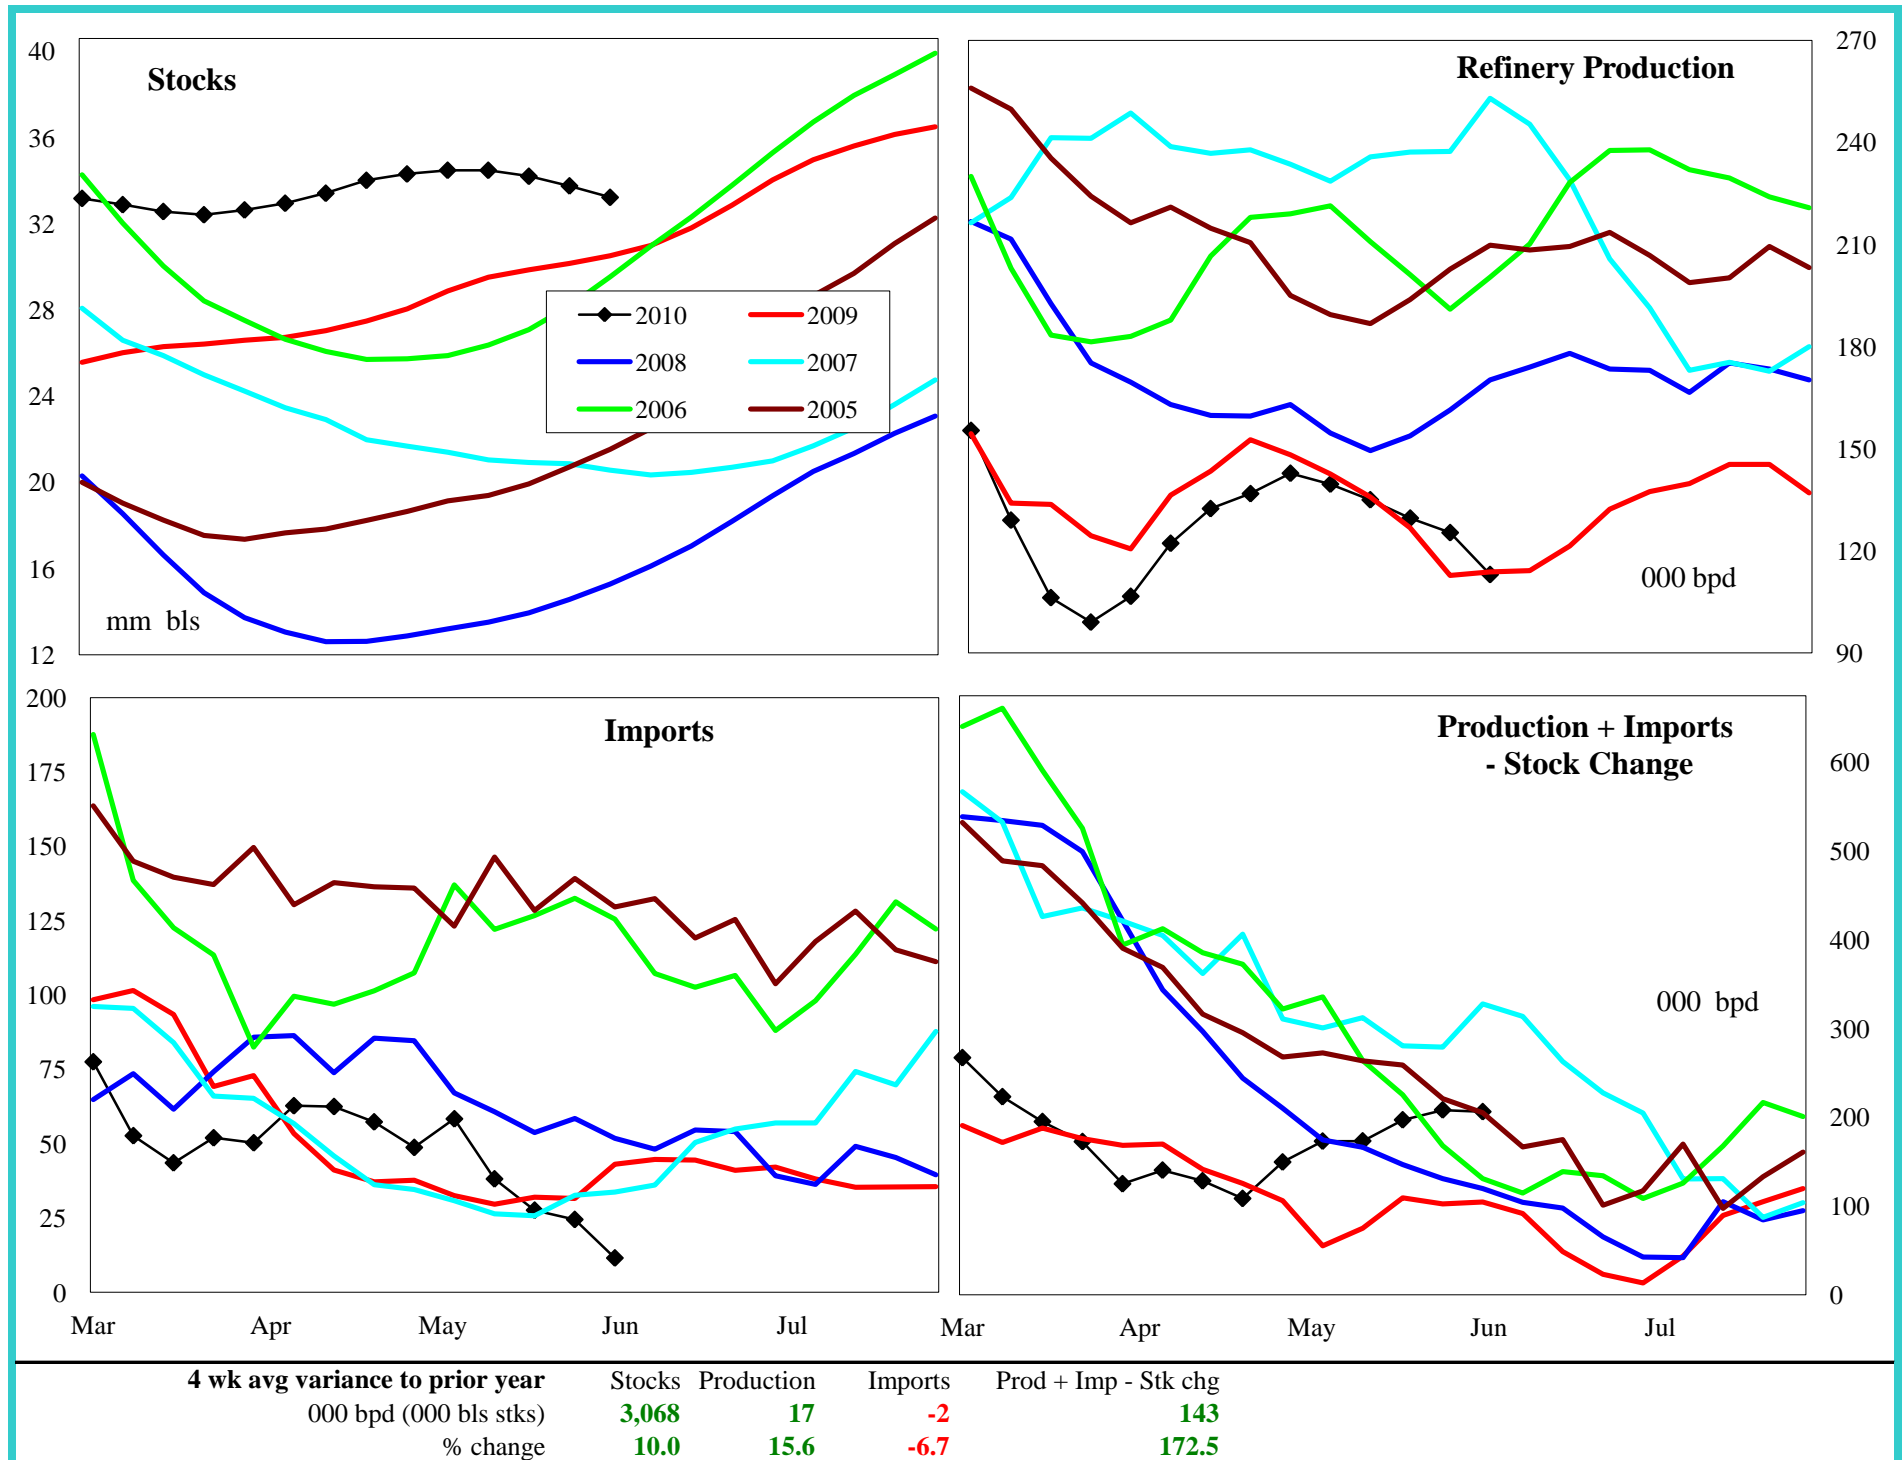 Stocks
40
36
32
28
24
20
16
12
mm bls
2010 2009
2008 2007
2006 2005
Refinery Production
270
240
210
180
150
120
90
000 bpd
Imports
200
175
150
125
100
75
50
25
0
Mar Apr May Jun Jul
Production + Imports
- Stock Change
600
500
400
300
200
100
0
000 bpd
Mar Apr May Jun Jul
4 wk avg variance to prior year Stocks Production Imports Prod + Imp - Stk chg
000 bpd (000 bls stks) 3,068 17 -2 143
% change 10.0 15.6 -6.7 172.5